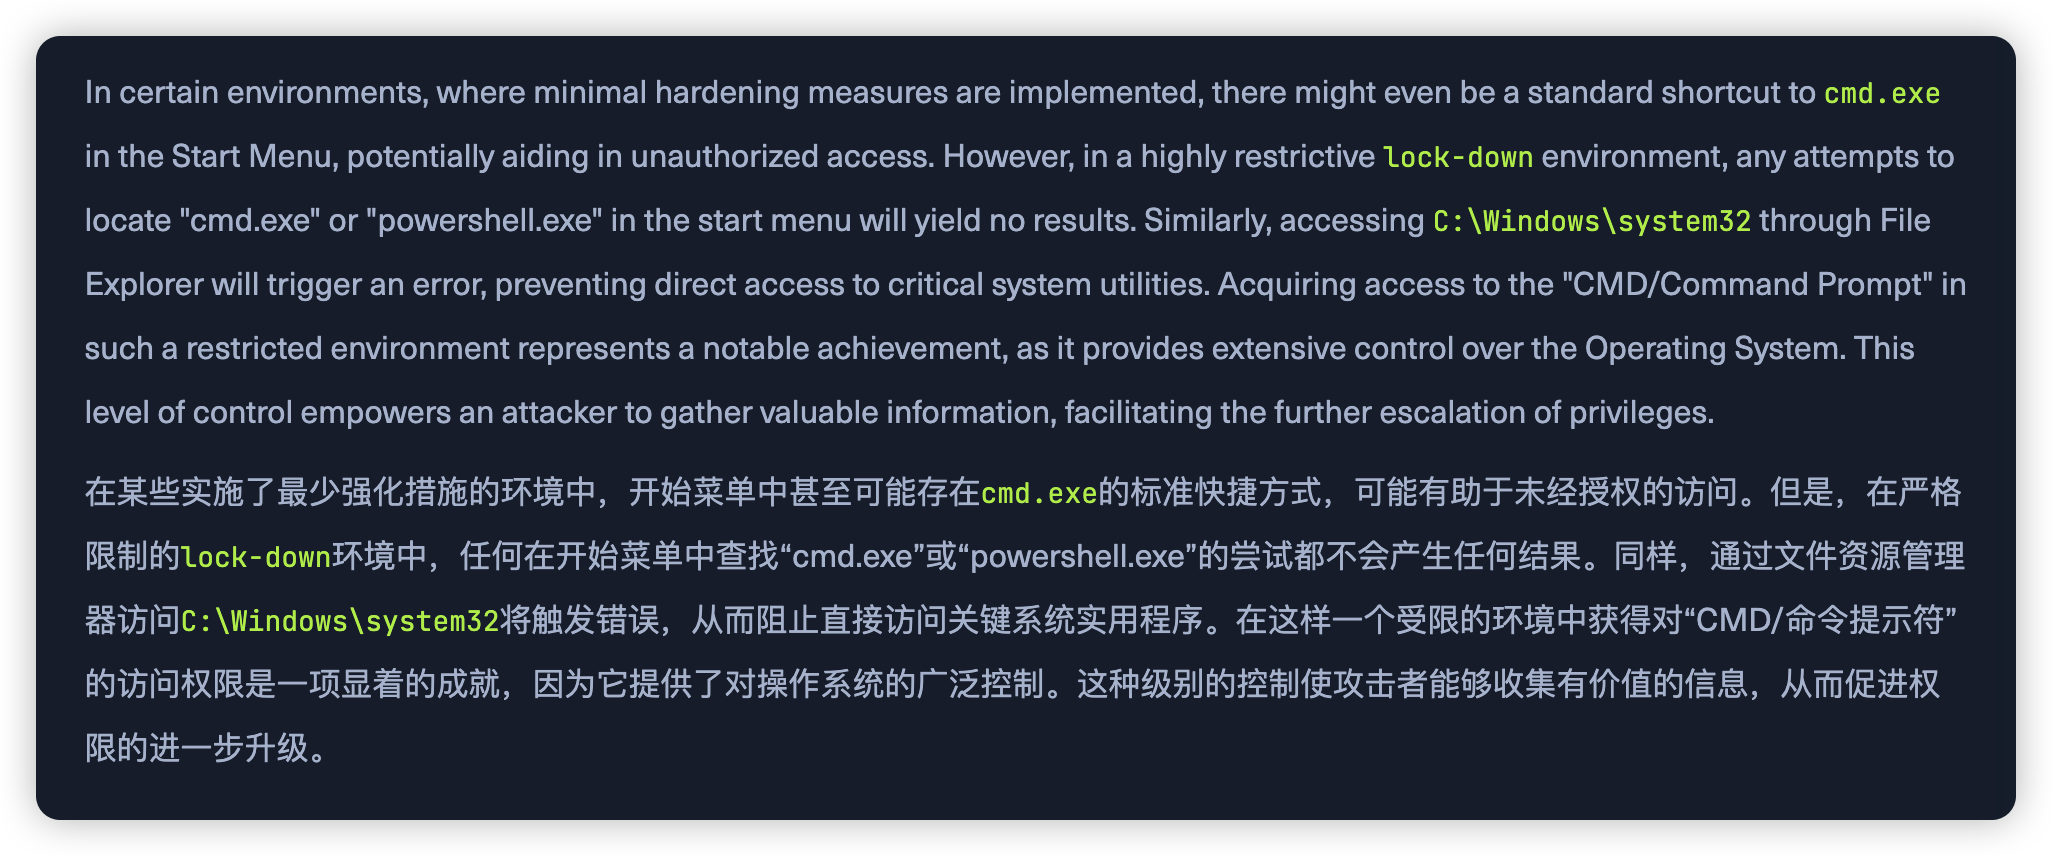 In certain environments, where minimal hardening measures are implemented, there might even be a standard shortcut to cmd.exe
in the Start Menu, potentially aiding in unauthorized access. However, in a highly restrictive lock-down environment, any attempts to
locate "cmd.exe" or "powershell.exe" in the start menu will yield no results. Similarly, accessing C:\Windows\system32 through File
Explorer will trigger an error, preventing direct access to critical system utilities. Acquiring access to the "CMD/Command Prompt" in
such a restricted environment represents a notable achievement, as it provides extensive control over the Operating System. This
level of control empowers an attacker to gather valuable information, facilitating the further escalation of privileges.
在某些实施了最少强化措施的环境中，开始菜单中甚至可能存在cmd.exe的标准快捷方式，可能有助于未经授权的访问。但是，在严格
限制的lock-down环境中，任何在开始菜单中查找“cmd.exe”或“powershell.exe”的尝试都不会产生任何结果。同样，通过文件资源管理
器访问C:\Windows\system32将触发错误，从而阻止直接访问关键系统实用程序。在这样一个受限的环境中获得对“CMD/命令提示符”
的访问权限是一项显着的成就，因为它提供了对操作系统的广泛控制。这种级别的控制使攻击者能够收集有价值的信息，从而促进权
限的进一步升级。